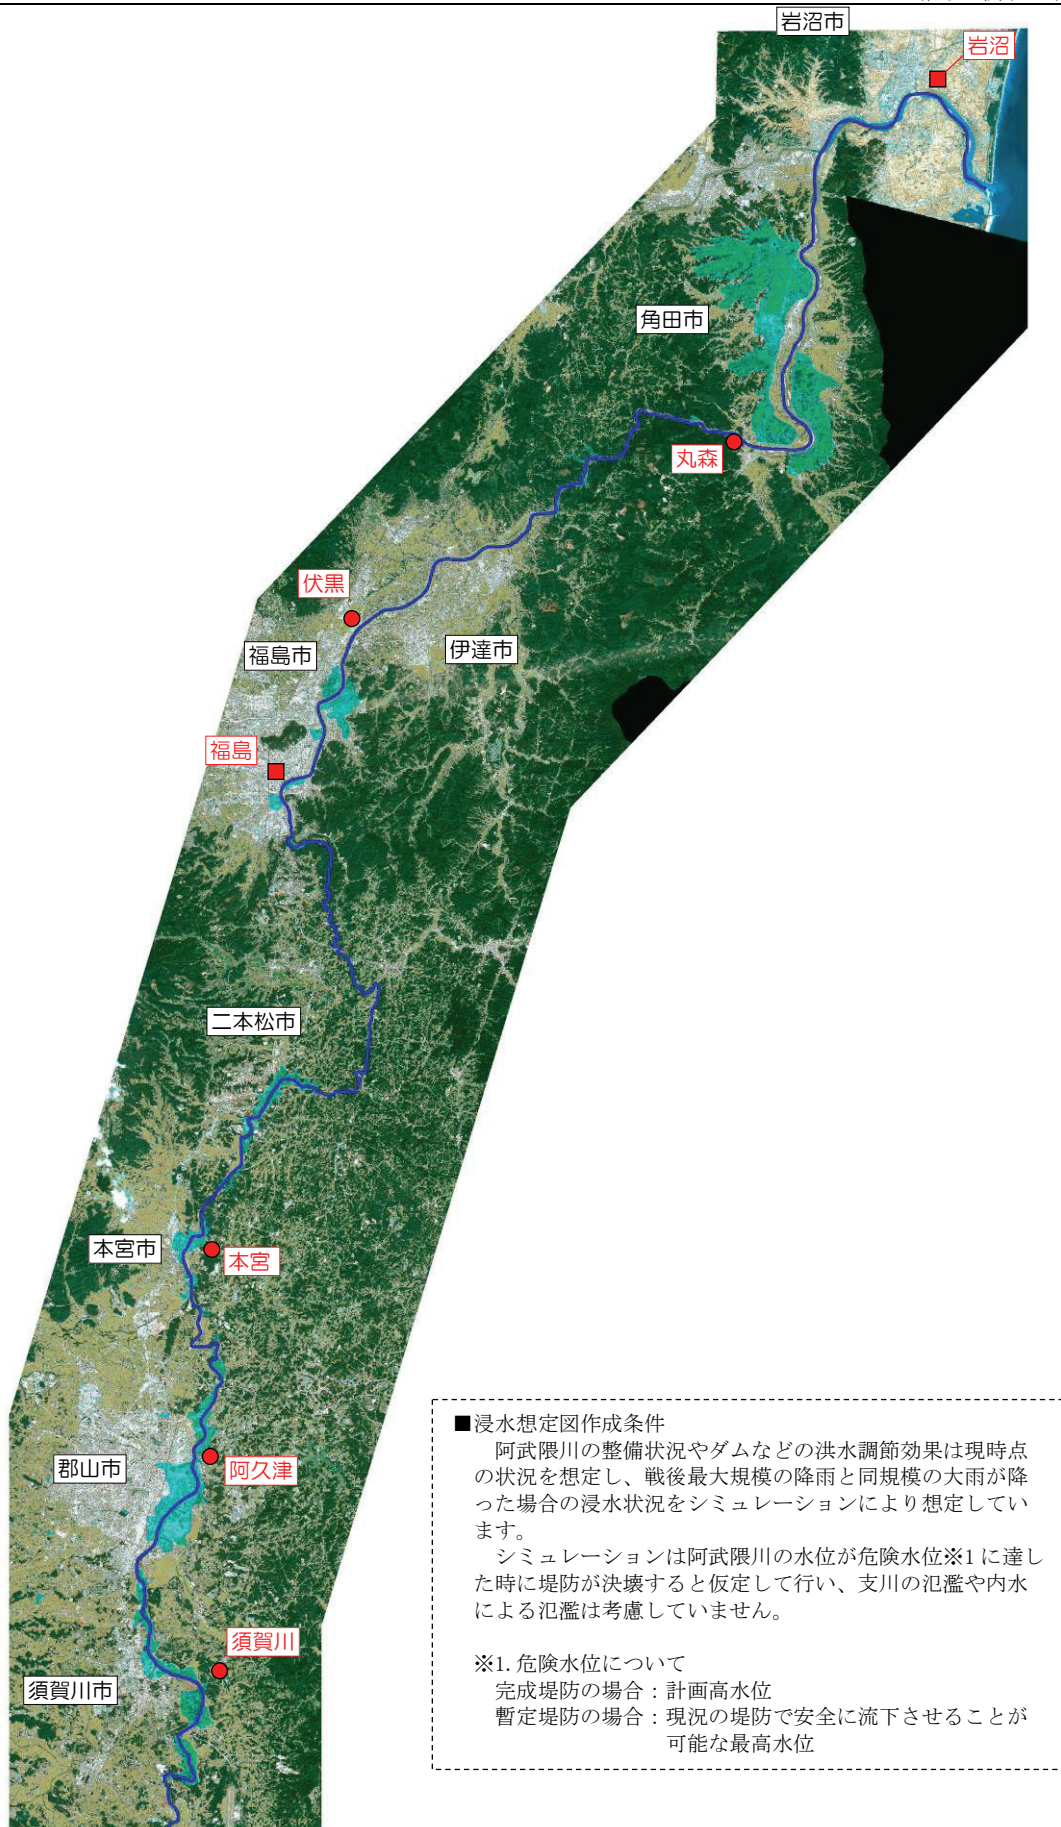 岩沼市
岩沼
角田市
丸森
伏黒
福島市
伊達市
福島
二本松市
本宮市
本宮
郡山市
阿久津
須賀川
須賀川市
■浸水想定図作成条件
阿武隈川の整備状況やダムなどの洪水調節効果は現時点
の状況を想定し、戦後最大規模の降雨と同規模の大雨が降
った場合の浸水状況をシミュレーションにより想定してい
ます。
シミュレーションは阿武隈川の水位が危険水位※1に達し
た時に堤防が決壊すると仮定して行い、支川の氾濫や内水
による氾濫は考慮していません。
※1.危険水位について
完成堤防の場合：計画高水位
暫定堤防の場合：現況の堤防で安全に流下させることが
可能な最高水位